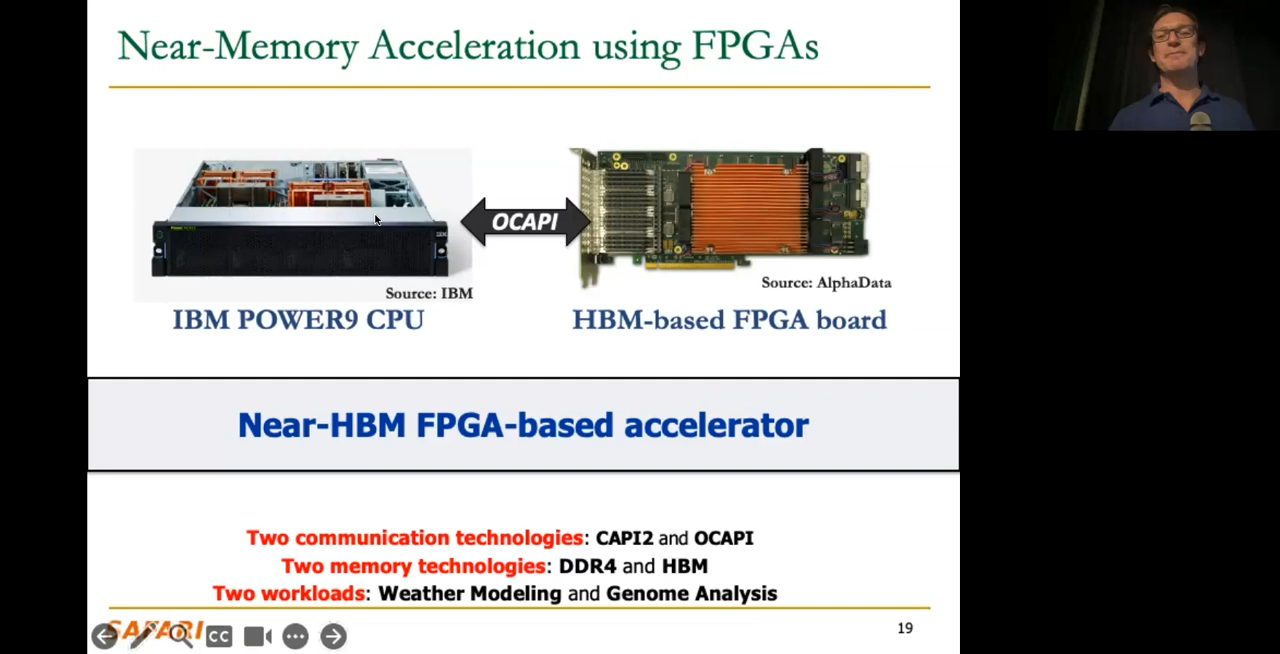 Near-Memory Acceleration using FPGAs
OCAPI
Source: IBM
Source: AlphaData
IBM POWER9 CPU
HBM-based FPGA board
Near-HBM FPGA-based accelerator
Two communication technologies: CAPI2 and OCAPI
Two memory technologies: DDR4 and HBM
Two workloads: Weather Modeling and Genome Analysis
SAFARI
CC
19